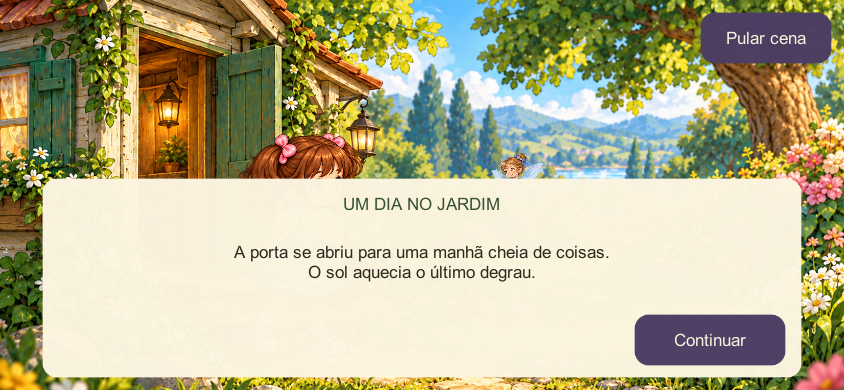 Pular cena
UM DIA NO JARDIM
A porta se abriu para uma manhã cheia de coisas.
O sol aquecia o último degrau.
Continuar